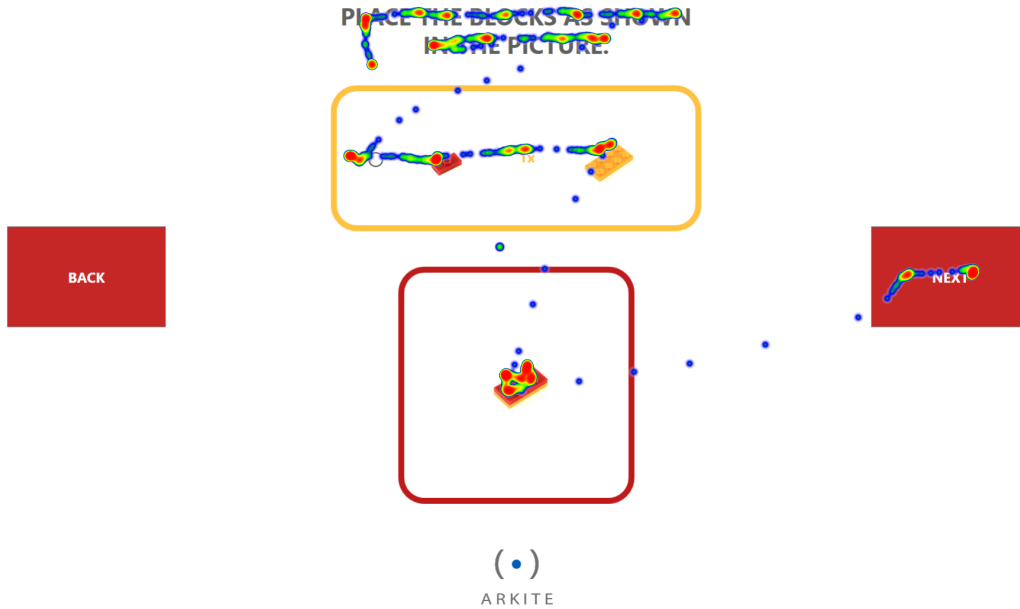 PLACE THE BLOCKS AS SHOWN
IN THE PICTURE.
1x
BACK
NEXT
(•)
ARKITE